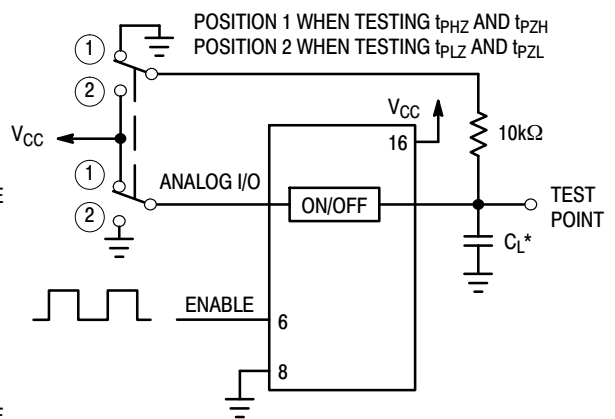 POSITION 1 WHEN TESTING tPHZ AND tPZH
POSITION 2 WHEN TESTING tPLZ AND tPZL
1
2
VCC
VCC
16
10kΩ
1
ANALOG I/O
ON/OFF
TEST
POINT
2
CL*
ENABLE
6
8
E
E